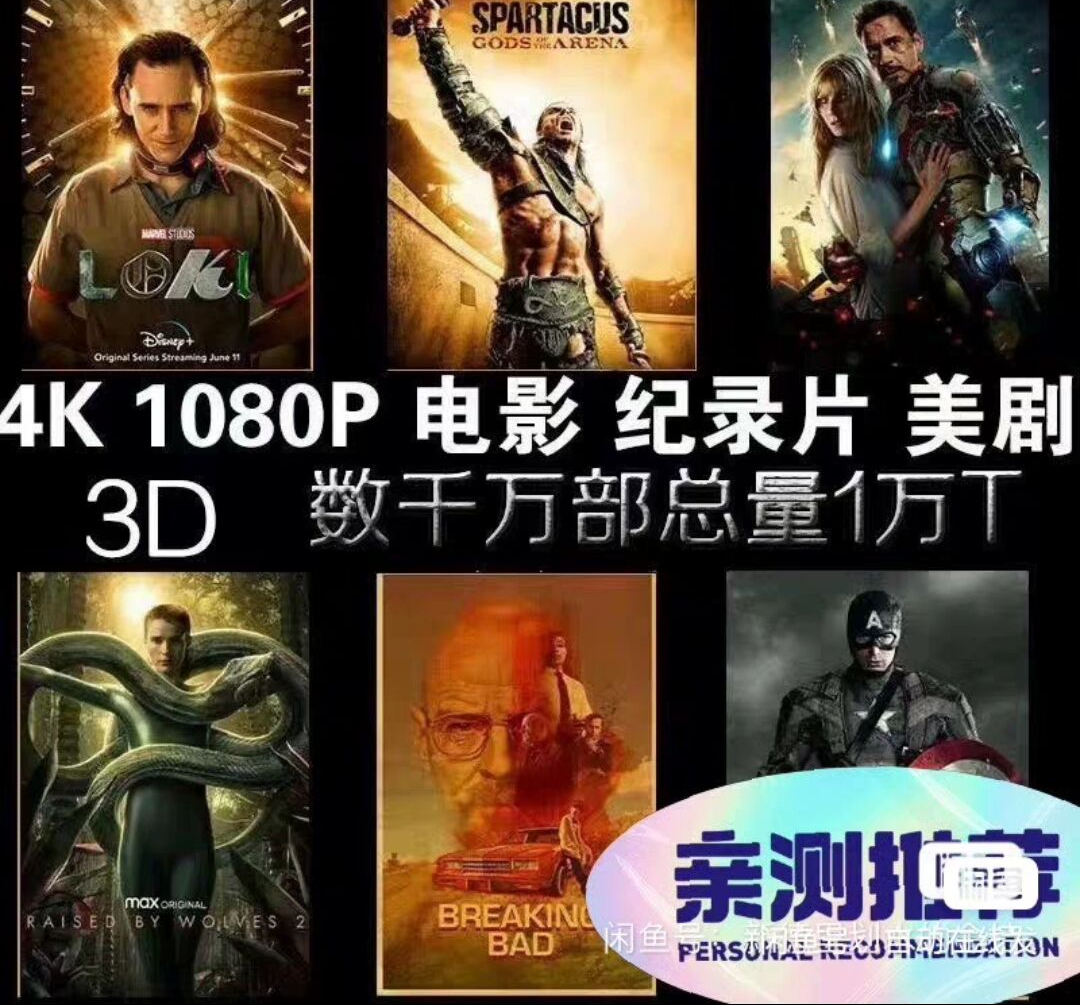 SPARTACUS
GODS OF THE ARENA
MARVEL STUDIOS
LOKI
Disney+
Original Series Streaming June 11
4K 1080P 电影 纪录片 美剧
3D 数千万部总量1万T
A
max ORIGINAL
RAISED BY WOLVES 2
BREAKING
BAD
亲测推荐
闲鱼号
PERSONAL RECOMMENDATION